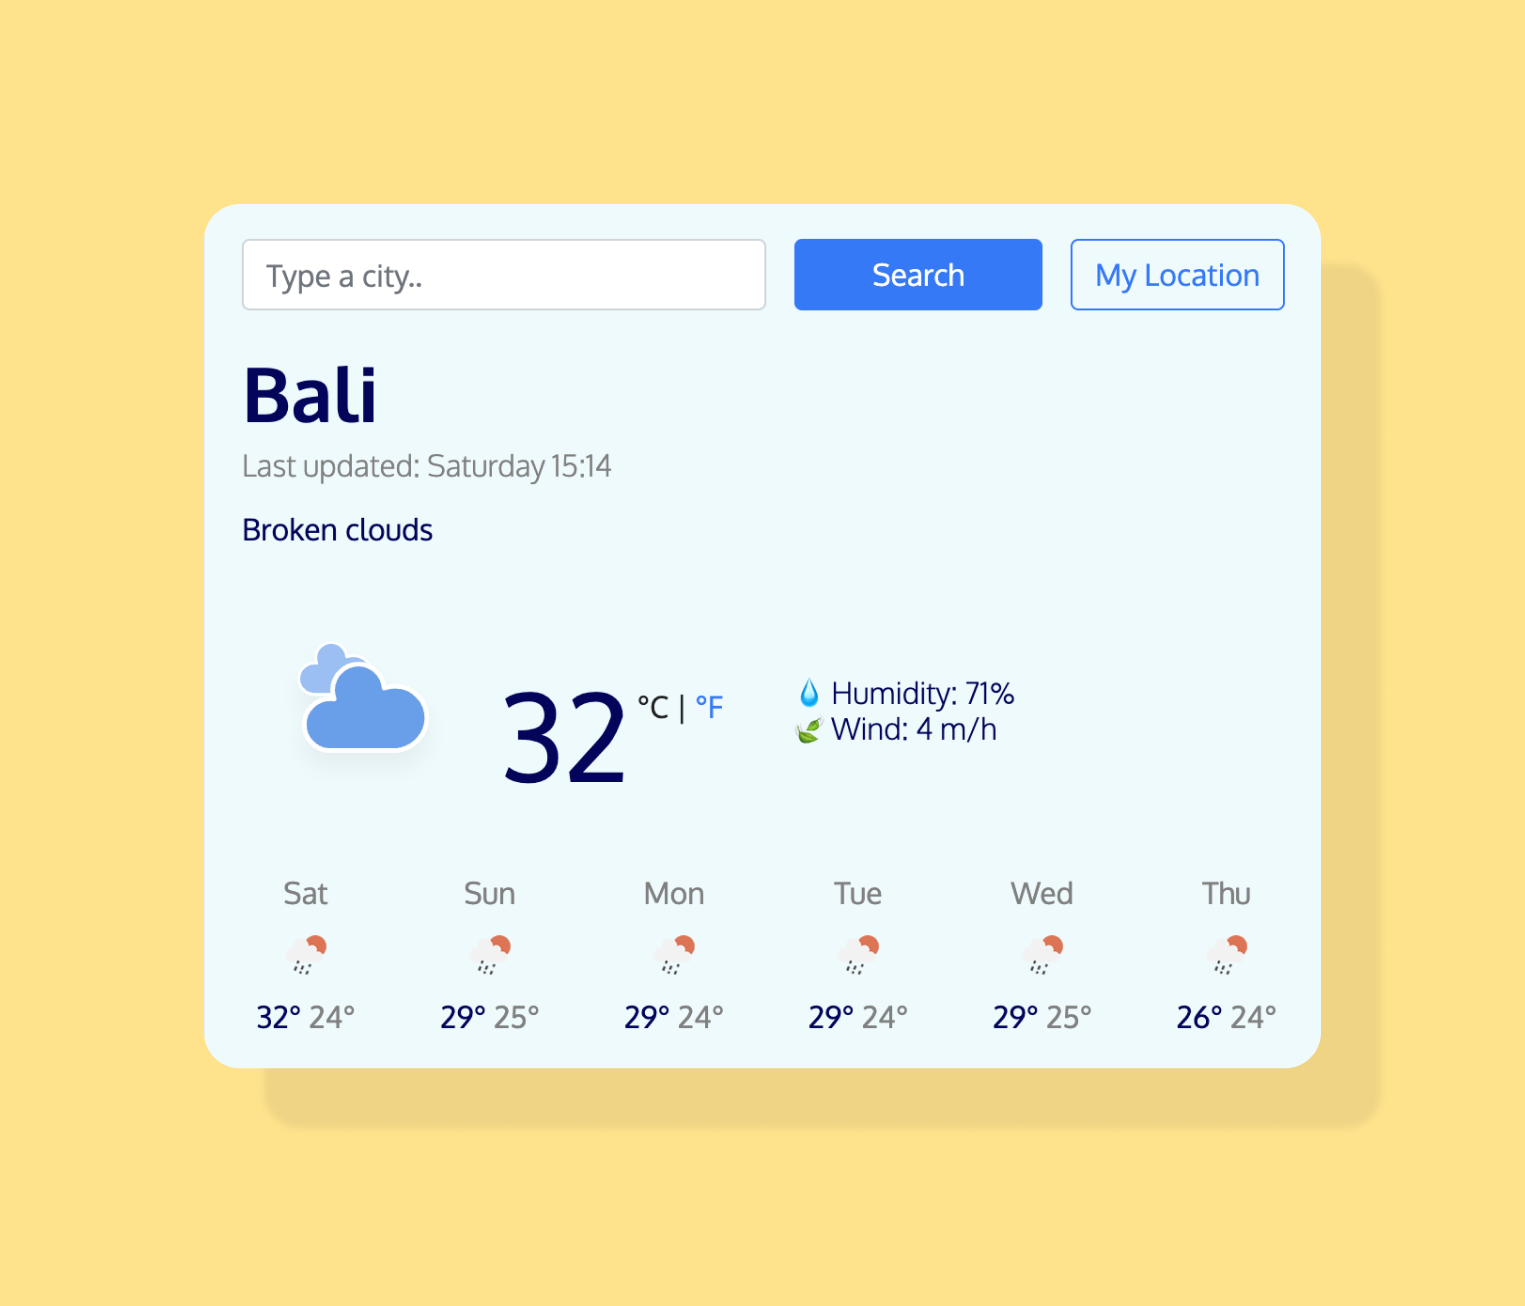 Type a city..
Search
My Location
Bali
Last updated: Saturday 15:14
Broken clouds
32 °C | °F
Humidity: 71%
Wind: 4 m/h
Sat Sun Mon Tue Wed Thu
32° 24° 29° 25° 29° 24° 29° 24° 29° 25° 26° 24°